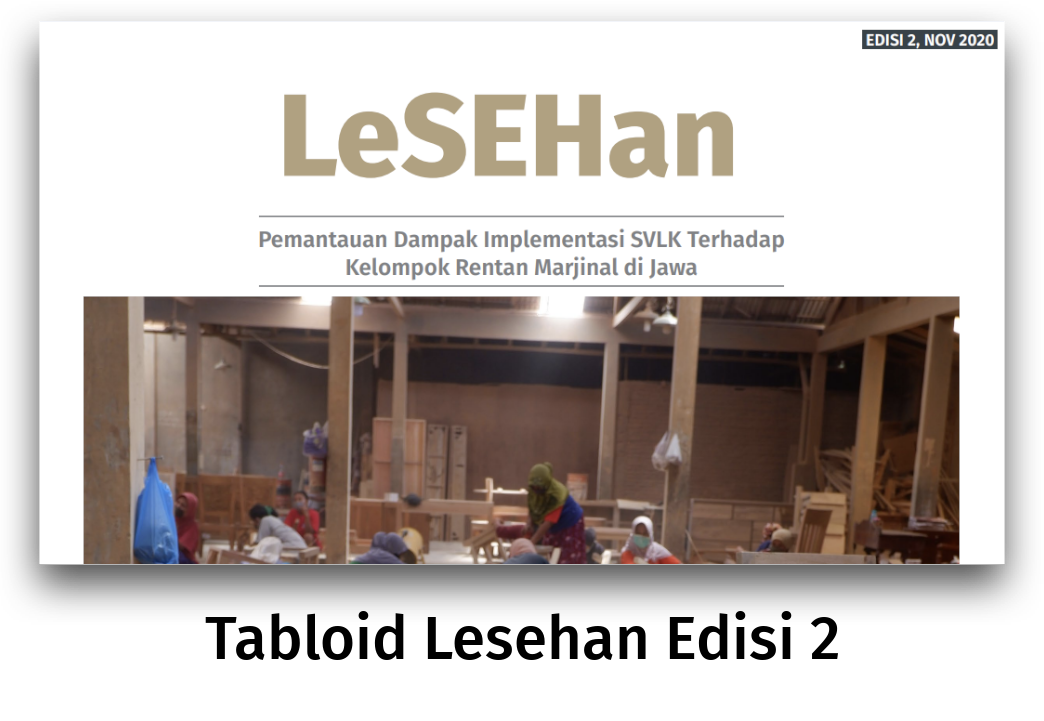 EDISI 2, NOV 2020
LeSEHan
Pemantauan Dampak Implementasi SVLK Terhadap
Kelompok Rentan Marjinal di Jawa
Tabloid Lesehan Edisi 2